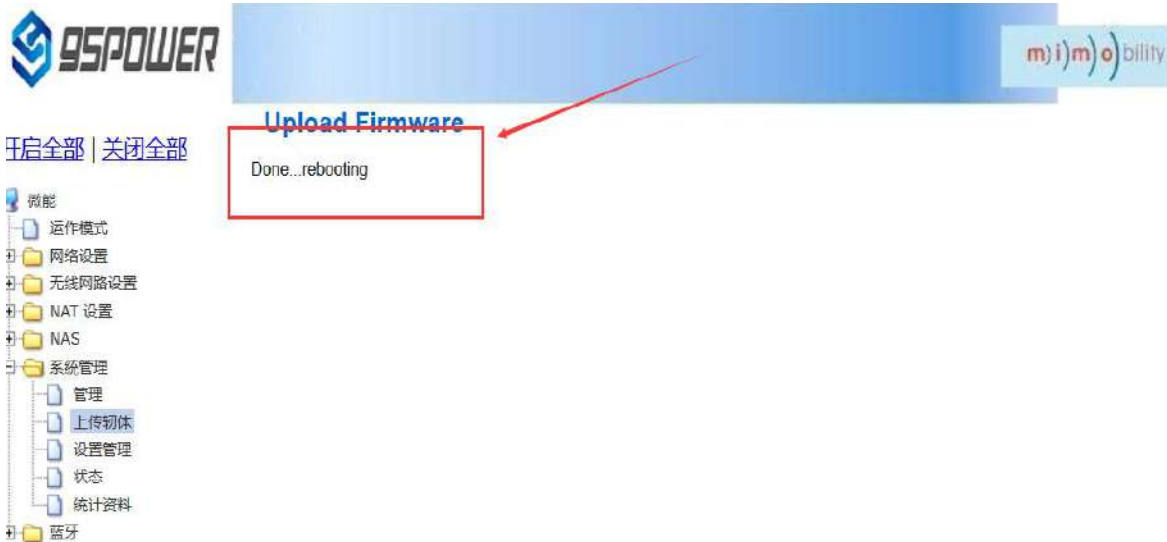 95POWER
m)i)m)o)bility
Upload Firmware
开启全部 | 关闭全部
Done...rebooting
微能
运作模式
网络设置
无线网路设置
NAT 设置
NAS
系统管理
管理
上传韧体
设置管理
状态
统计资料
蓝牙